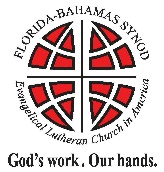 FLORIDA-BAHAMAS SYNOD
Evangelical Lutheran Church in America
God's work. Our hands.